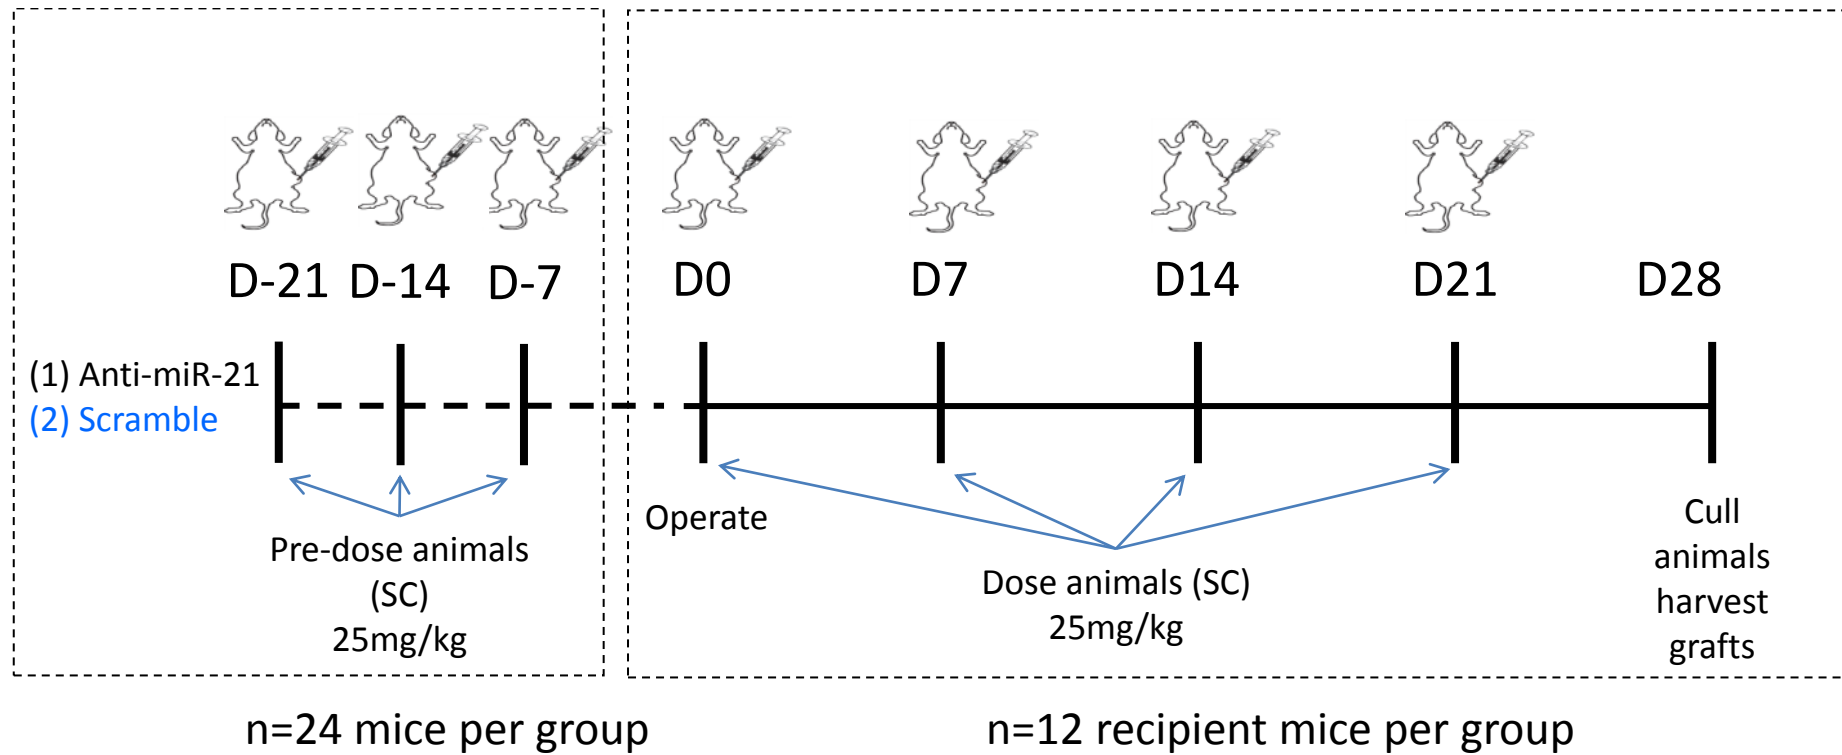 D-21 D-14 D-7 D0 D7 D14 D21 D28
(1) Anti-miR-21
(2) Scramble
Pre-dose animals
(SC)
25mg/kg
Operate
Dose animals (SC)
25mg/kg
Cull
animals
harvest
grafts
n=24 mice per group
n=12 recipient mice per group